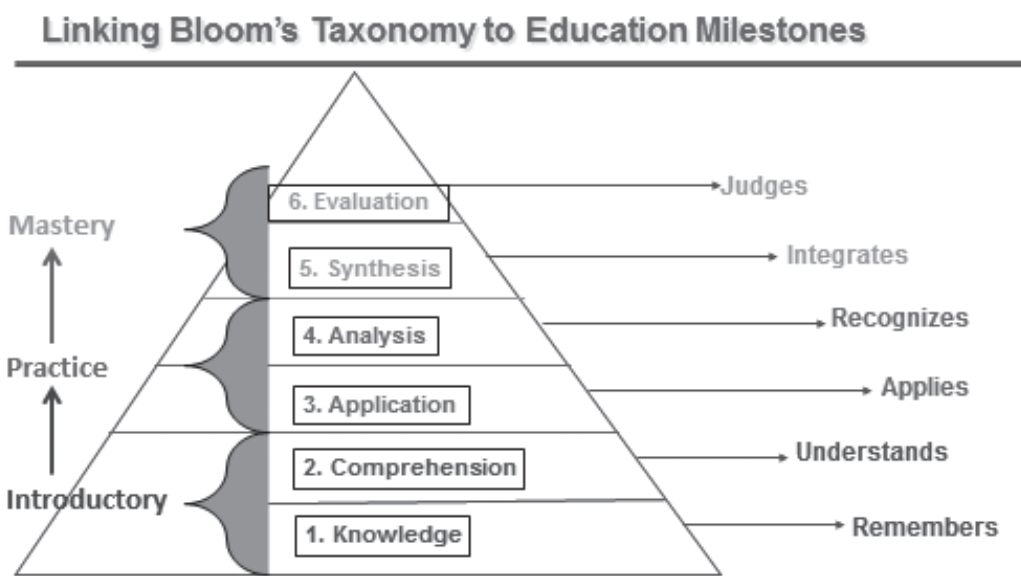 Linking Bloom's Taxonomy to Education Milestones
6. Evaluation
Judges
Mastery
5. Synthesis
Integrates
4. Analysis
Recognizes
Practice
3. Application
Applies
2. Comprehension
Understands
Introductory
1. Knowledge
Remembers